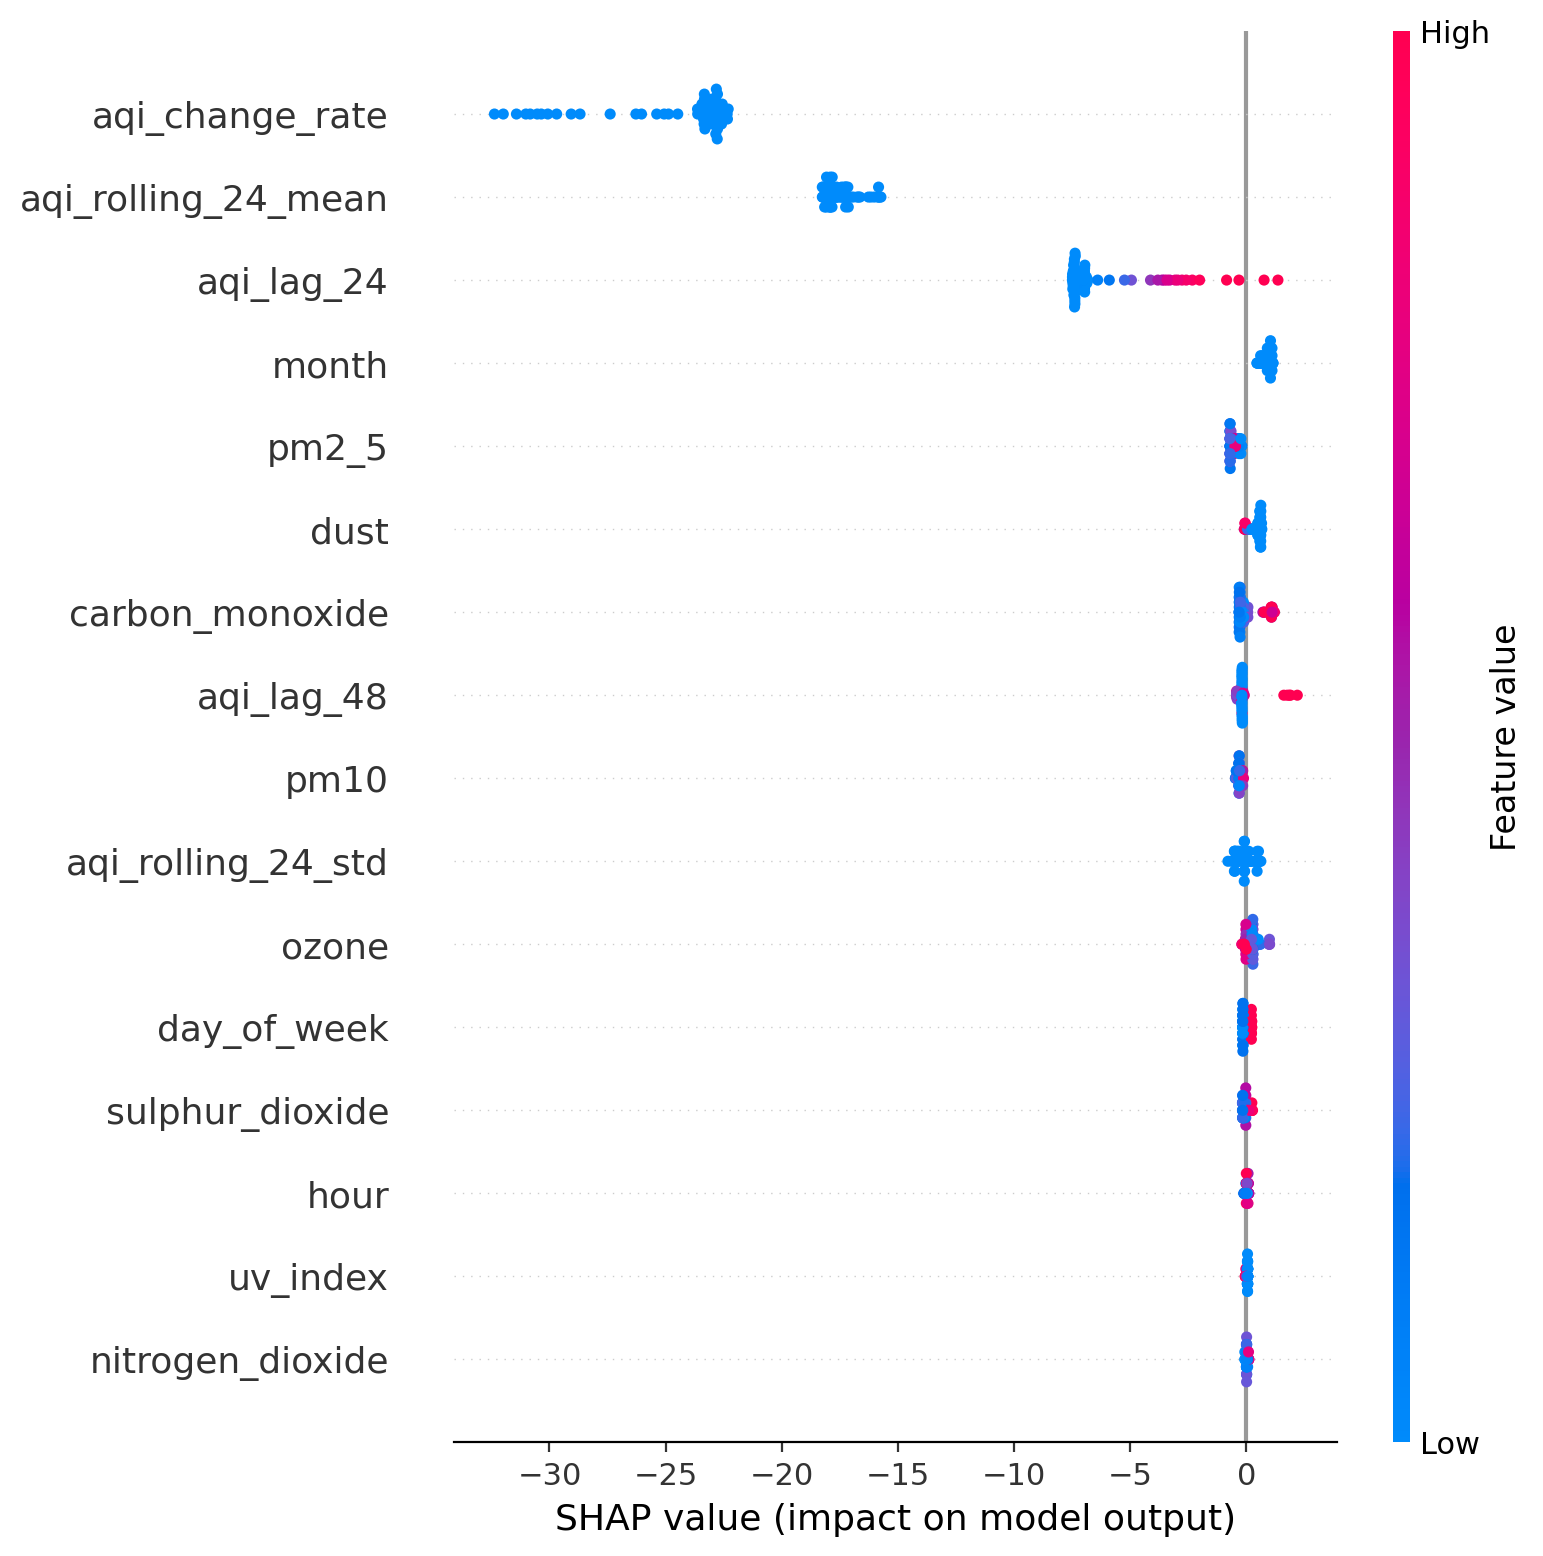 High
aqi_change_rate
aqi_rolling_24_mean
aqi_lag_24
month
pm2_5
dust
carbon_monoxide
aqi_lag_48
pm10
aqi_rolling_24_std
ozone
day_of_week
sulphur_dioxide
hour
uv_index
nitrogen_dioxide
Feature value
Low
−30 −25 −20 −15 −10 −5 0
SHAP value (impact on model output)